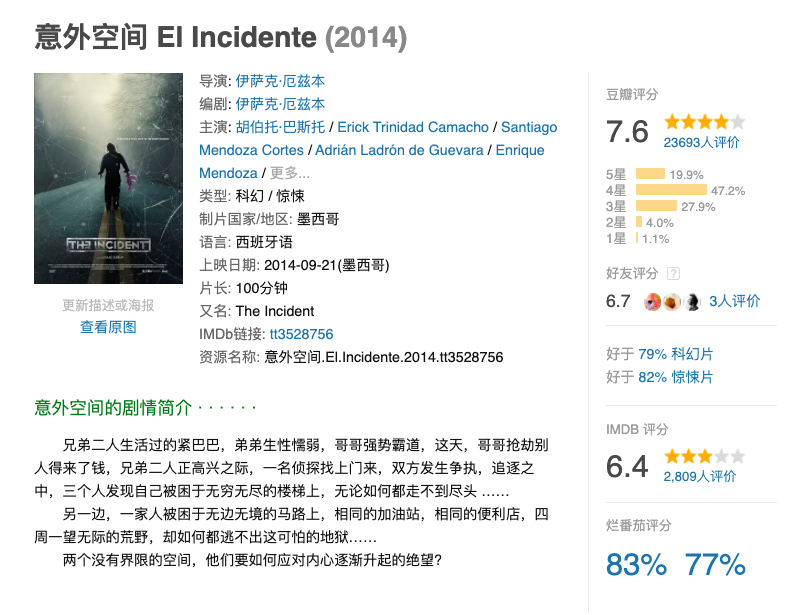 意外空间 El Incidente (2014)
导演: 伊萨克·厄兹本
编剧: 伊萨克·厄兹本
主演: 胡伯托·巴斯托 / Erick Trinidad Camacho / Santiago
Mendoza Cortes / Adrián Ladrón de Guevara / Enrique
Mendoza / 更多...
类型: 科幻 / 惊悚
制片国家/地区: 墨西哥
语言: 西班牙语
上映日期: 2014-09-21(墨西哥)
片长: 100分钟
又名: The Incident
IMDb链接: tt3528756
资源名称: 意外空间.El.Incidente.2014.tt3528756
THE INCIDENT
更新描述或海报
查看原图
意外空间的剧情简介 · · · · · ·
兄弟二人生活过的紧巴巴，弟弟生性懦弱，哥哥强势霸道，这天，哥哥抢劫别
人得来了钱，兄弟二人正高兴之际，一名侦探找上门来，双方发生争执，追逐之
中，三个人发现自己被困于无穷无尽的楼梯上，无论如何都走不到尽头 ……
另一边，一家人被困于无边无境的马路上，相同的加油站，相同的便利店，四
周一望无际的荒野，却如何都逃不出这可怕的地狱……
两个没有界限的空间，他们要如何应对内心逐渐升起的绝望?
豆瓣评分
7.6
23693人评价
5星 19.9%
4星 47.2%
3星 27.9%
2星 4.0%
1星 1.1%
好友评分 ?
6.7 3人评价
好于 79% 科幻片
好于 82% 惊悚片
IMDB 评分
6.4
2,809人评价
烂番茄评分
83% 77%